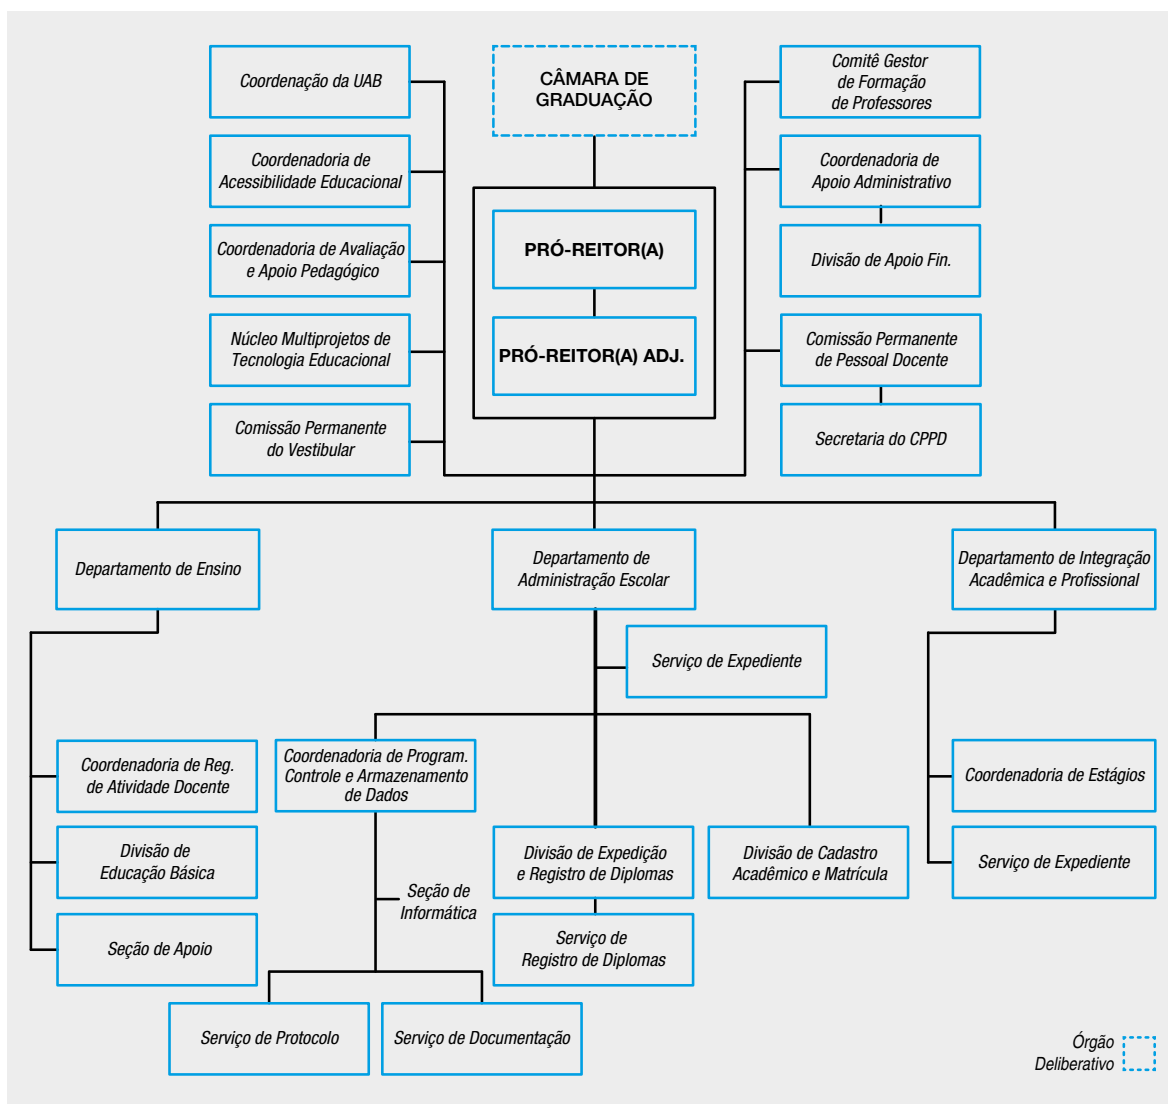 Coordenação da UAB
CÂMARA DE
GRADUAÇÃO
Comitê Gestor
de Formação
de Professores
Coordenadoria de
Acessibilidade Educacional
Coordenadoria de
Apoio Administrativo
Coordenadoria de Avaliação
e Apoio Pedagógico
PRÓ-REITOR(A)
Divisão de Apoio Fin.
Núcleo Multiprojetos de
Tecnologia Educacional
PRÓ-REITOR(A) ADJ.
Comissão Permanente
de Pessoal Docente
Comissão Permanente
do Vestibular
Secretaria do CPPD
Departamento de Ensino
Departamento de
Administração Escolar
Departamento de Integração
Acadêmica e Profissional
Serviço de Expediente
Coordenadoria de Reg.
de Atividade Docente
Coordenadoria de Program.
Controle e Armazenamento
de Dados
Coordenadoria de Estágios
Divisão de
Educação Básica
Divisão de Expedição
e Registro de Diplomas
Divisão de Cadastro
Acadêmico e Matrícula
Serviço de Expediente
Seção de
Informática
Seção de Apoio
Serviço de
Registro de Diplomas
Serviço de Protocolo
Serviço de Documentação
Órgão
Deliberativo